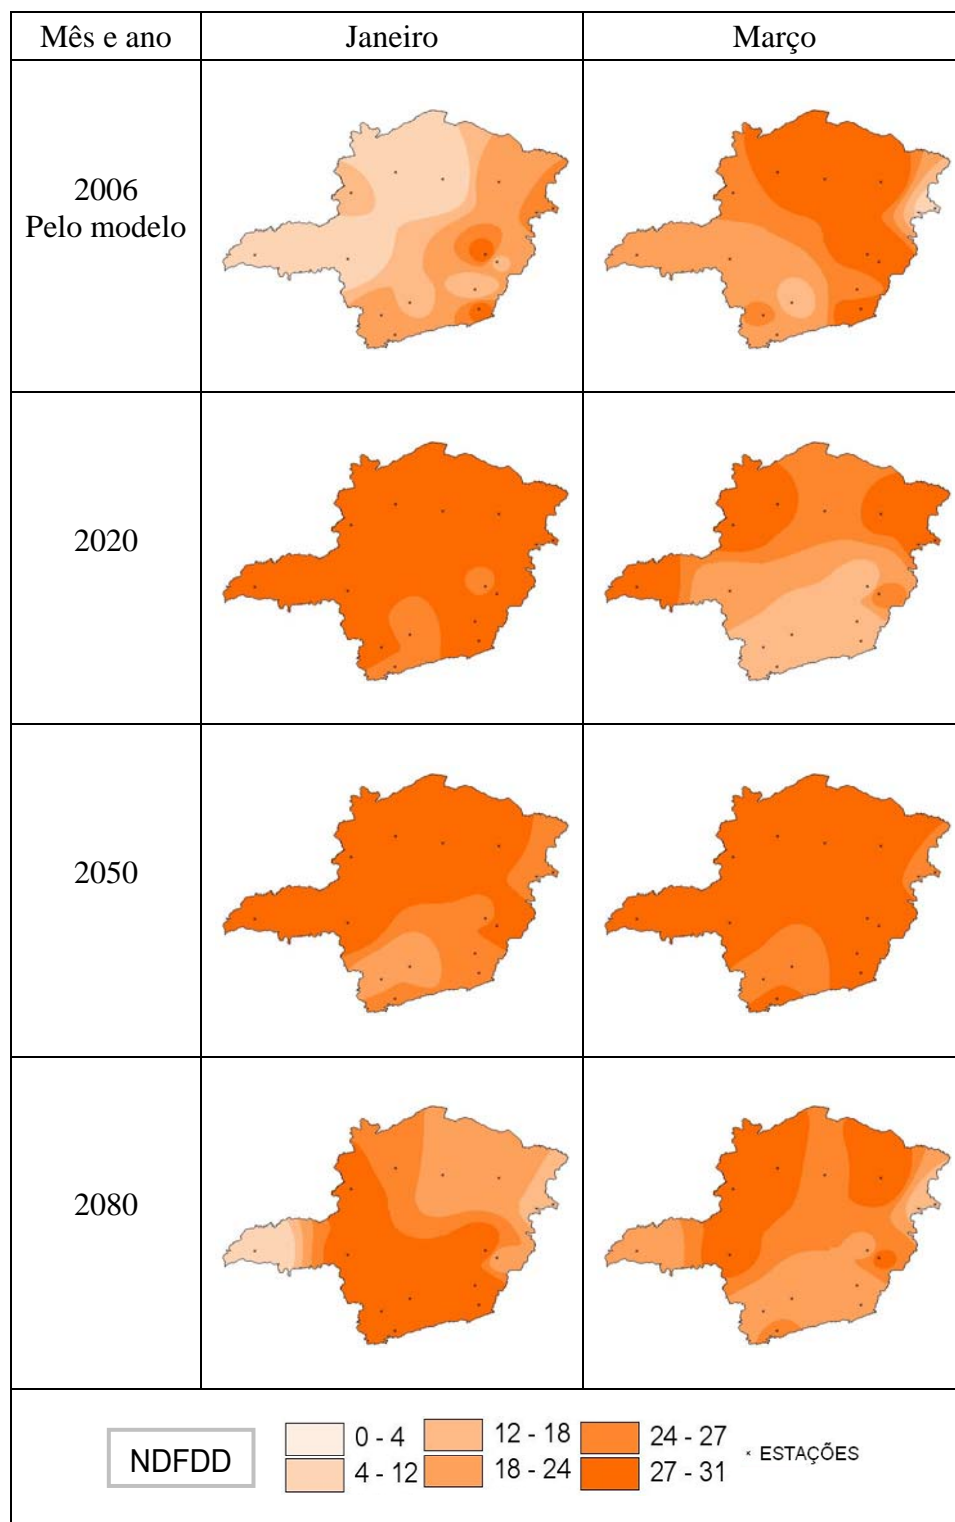 Mês e ano
Janeiro
Março
2006
Pelo modelo
2020
2050
2080
NDFDD
0 - 4
12 - 18
24 - 27
4 - 12
18 - 24
27 - 31
ESTAÇÕES